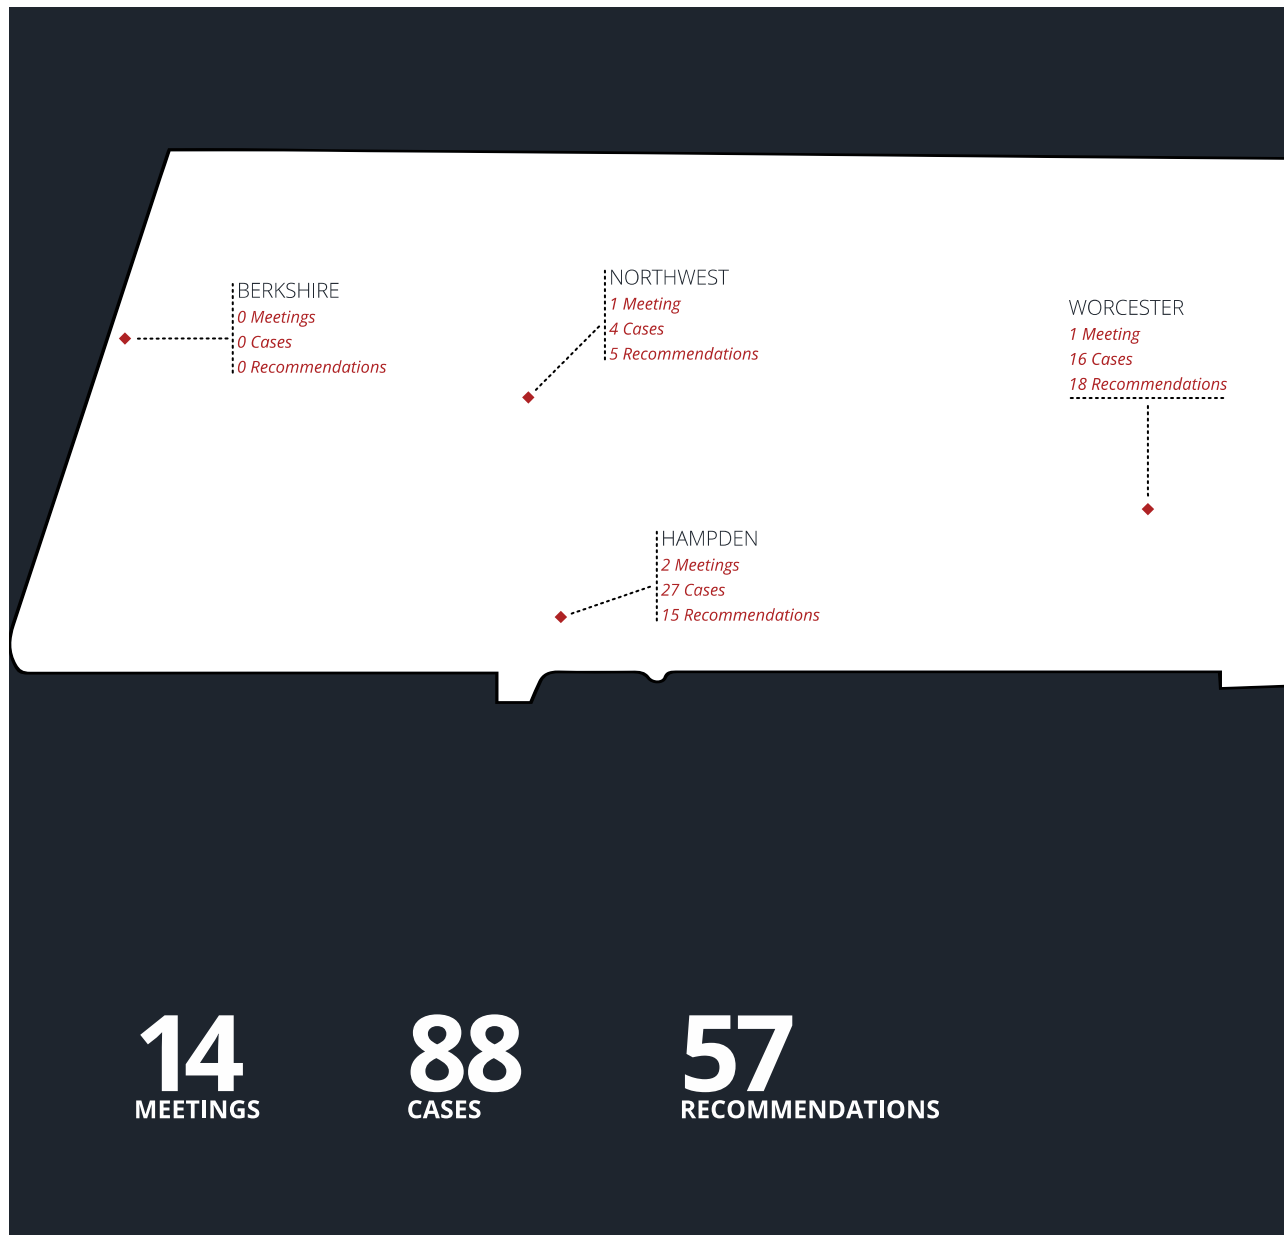 BERKSHIRE
0 Meetings
0 Cases
0 Recommendations
NORTHWEST
1 Meeting
4 Cases
5 Recommendations
WORCESTER
1 Meeting
16 Cases
18 Recommendations
HAMPDEN
2 Meetings
27 Cases
15 Recommendations
14
MEETINGS
88
CASES
57
RECOMMENDATIONS